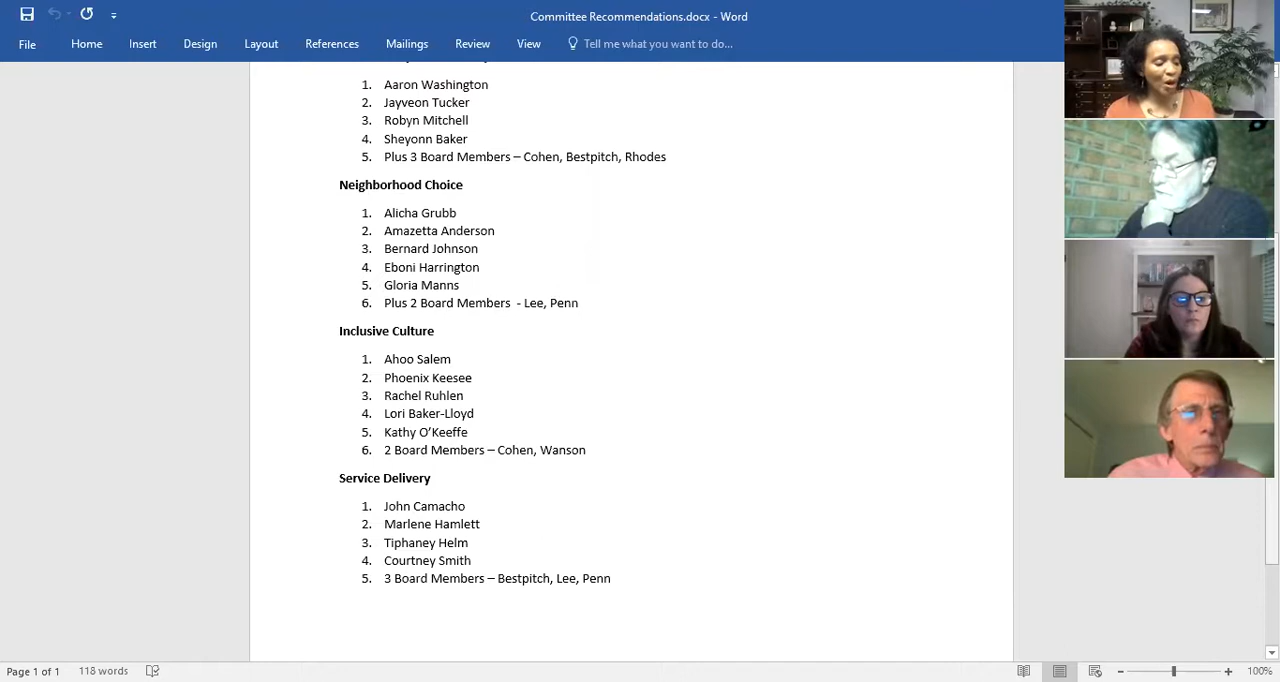 Committee Recommendations.docx - Word
File Home Insert Design Layout References Mailings Review View Tell me what you want to do...
1. Aaron Washington
2. Jayveon Tucker
3. Robyn Mitchell
4. Sheyonn Baker
5. Plus 3 Board Members – Cohen, Bestpitch, Rhodes
Neighborhood Choice
1. Alicha Grubb
2. Amazetta Anderson
3. Bernard Johnson
4. Eboni Harrington
5. Gloria Manns
6. Plus 2 Board Members - Lee, Penn
Inclusive Culture
1. Ahoo Salem
2. Phoenix Keesee
3. Rachel Ruhlen
4. Lori Baker-Lloyd
5. Kathy O’Keeffe
6. 2 Board Members – Cohen, Wanson
Service Delivery
1. John Camacho
2. Marlene Hamlett
3. Tiphaney Helm
4. Courtney Smith
5. 3 Board Members – Bestpitch, Lee, Penn
Page 1 of 1 118 words 100%